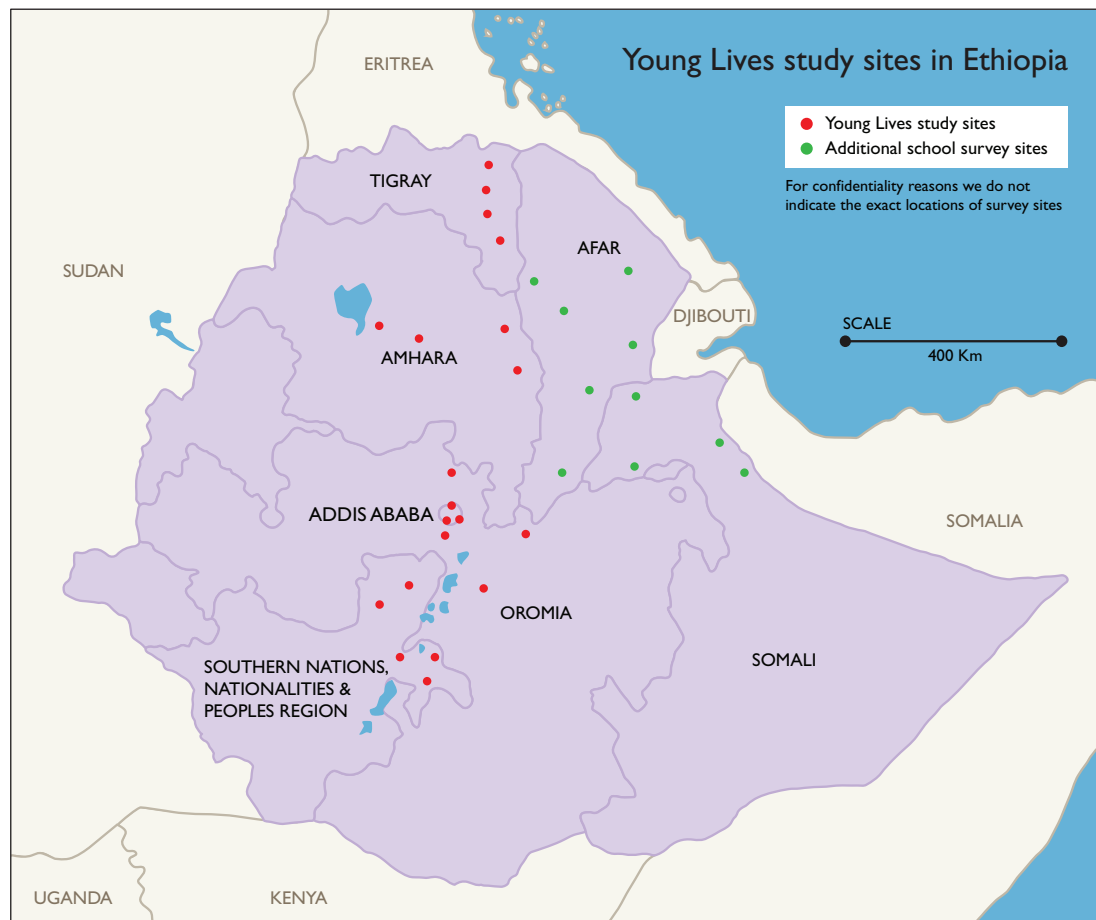 Young Lives study sites in Ethiopia
Young Lives study sites
Additional school survey sites
For confidentiality reasons we do not
indicate the exact locations of survey sites
ERITREA
TIGRAY
AFAR
SUDAN
DJIBOUTI
SCALE
400 Km
AMHARA
ADDIS ABABA
SOMALIA
OROMIA
SOMALI
SOUTHERN NATIONS,
NATIONALITIES &
PEOPLES REGION
UGANDA
KENYA